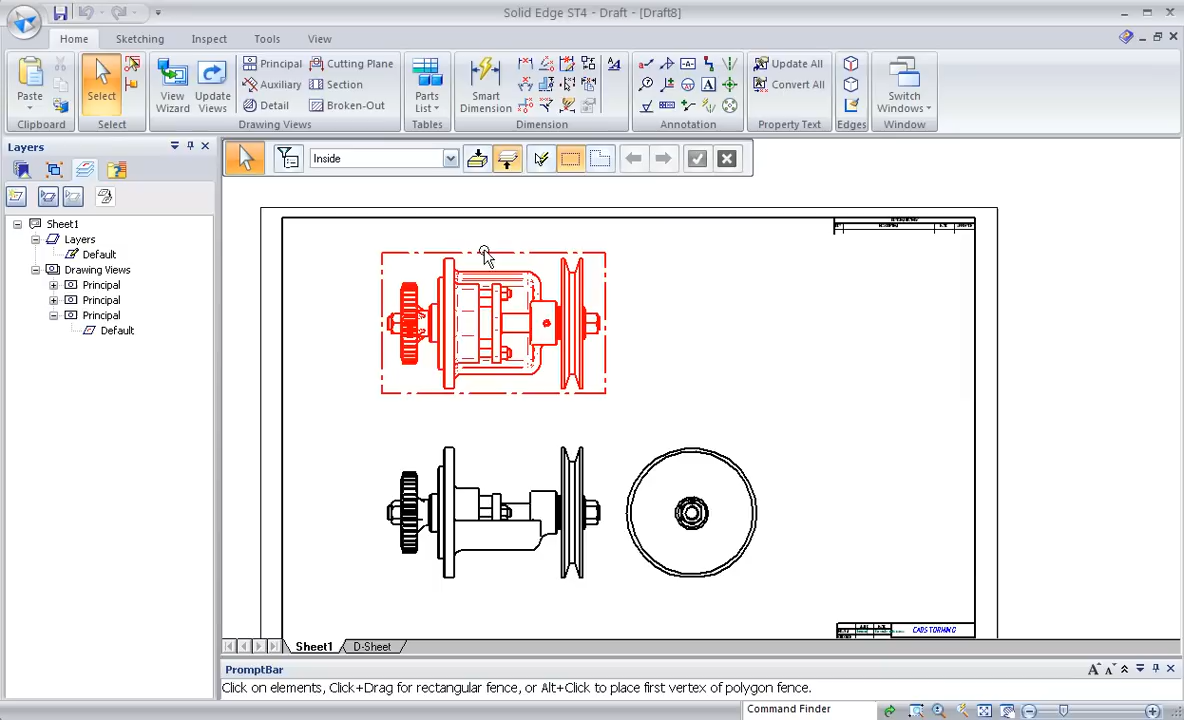 Solid Edge ST4 - Draft - [Draft8]
Home Sketching Inspect Tools View
Paste
Clipboard
Select
Select
View Wizard
Update Views
Principal
Auxiliary
Detail
Cutting Plane
Section
Broken-Out
Drawing Views
Parts List
Tables
Smart Dimension
Dimension
Annotation
Update All
Convert All
Property Text
Edges
Switch Windows
Window
Layers
Inside
Sheet1
Layers
Default
Drawing Views
Principal
Principal
Principal
Default
CADSTORMING
Sheet1 D-Sheet
PromptBar
Click on elements, Click+Drag for rectangular fence, or Alt+Click to place first vertex of polygon fence.
Command Finder